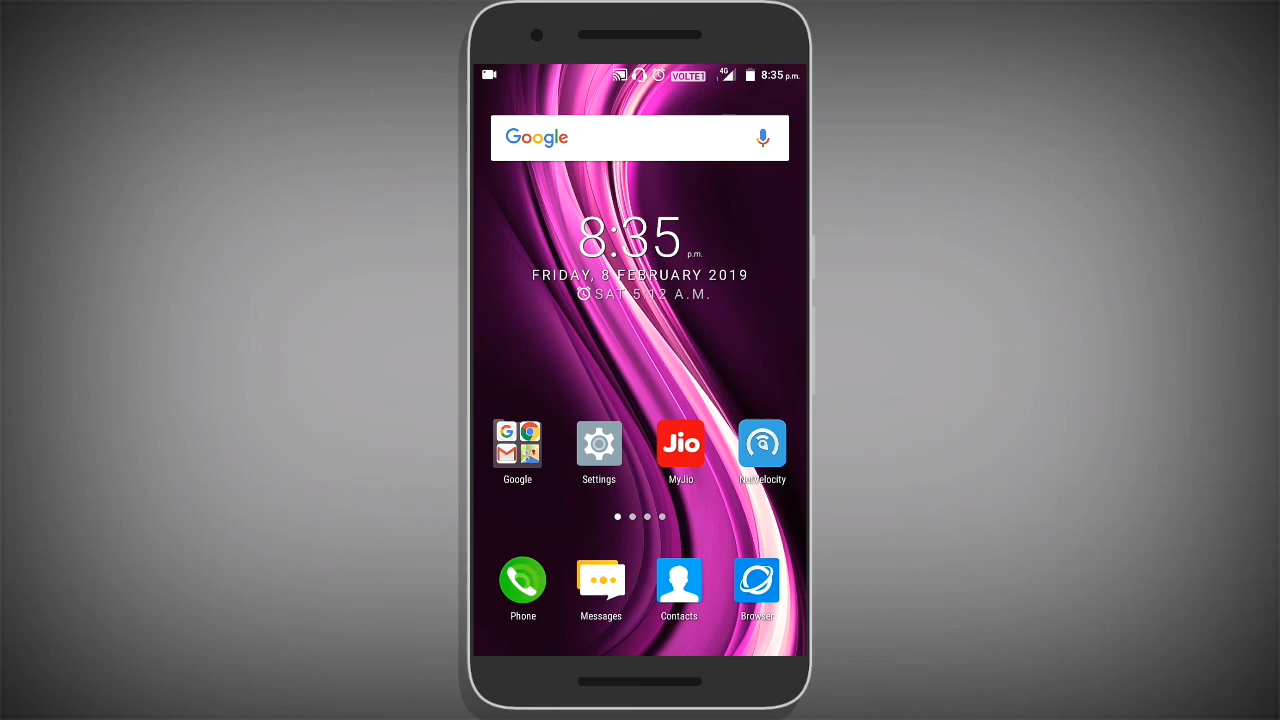 VOLTE1 4G 1 8:35 p.m.
Google
8:35 p.m.
FRIDAY, 8 FEBRUARY 2019
SAT 5:12 A.M.
Jio
Google Settings MyJio NetVelocity
Phone Messages Contacts Browser